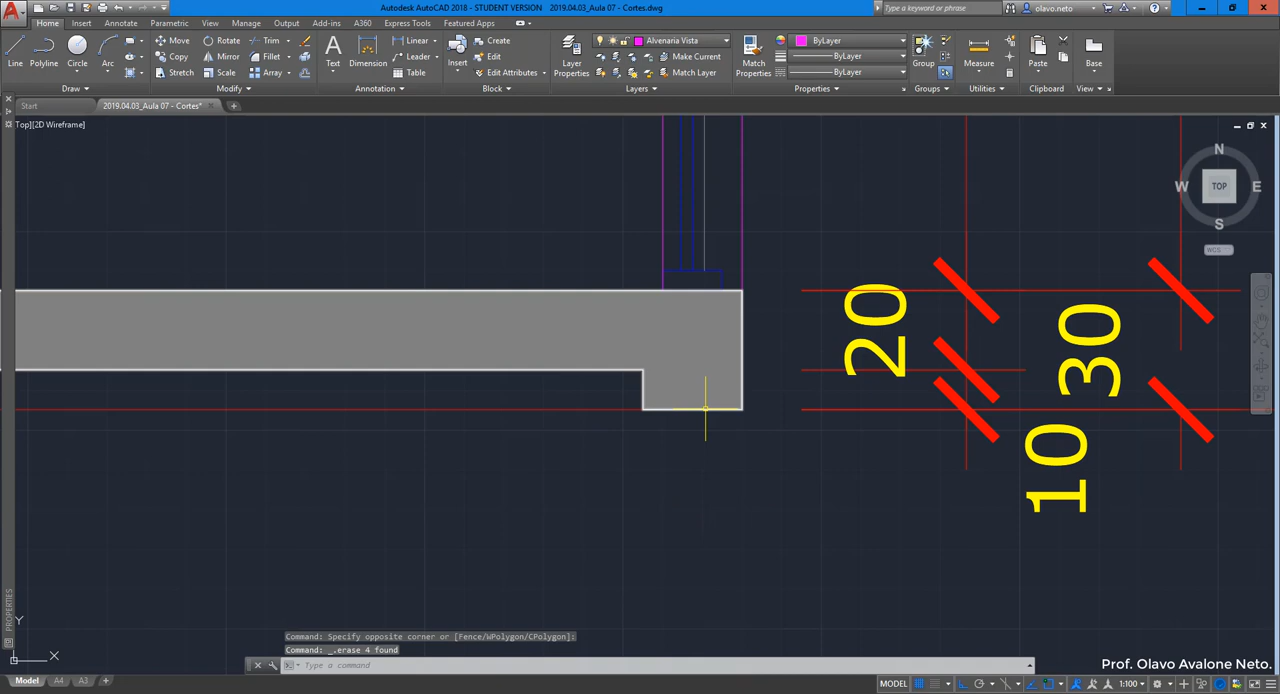 Autodesk AutoCAD 2018 - STUDENT VERSION 2019.04.03_Aula 07 - Cortes.dwg
Type a keyword or phrase
olavo.neto
Home Insert Annotate Parametric View Manage Output Add-ins A360 Express Tools Featured Apps
Line Polyline Circle Arc
Move Rotate Trim
Copy Mirror Fillet
Stretch Scale Array
Text Dimension
Linear
Leader
Table
Insert
Create
Edit
Edit Attributes
Layer Properties
Alvenaria Vista
Make Current
Match Layer
Match Properties
ByLayer
ByLayer
ByLayer
Group
Measure
Paste
Base
Draw Modify Annotation Block Layers Properties Groups Utilities Clipboard View
Start 2019.04.03_Aula 07 - Cortes*
Top][2D Wireframe]
N
W TOP E
S
WCS
20
30
10
PROPERTIES
Y
X
Command: Specify opposite corner or [Fence/WPolygon/CPolygon]:
Command: _.erase 4 found
Type a command
Prof. Olavo Avalone Neto.
Model A4 A3
MODEL 1:100